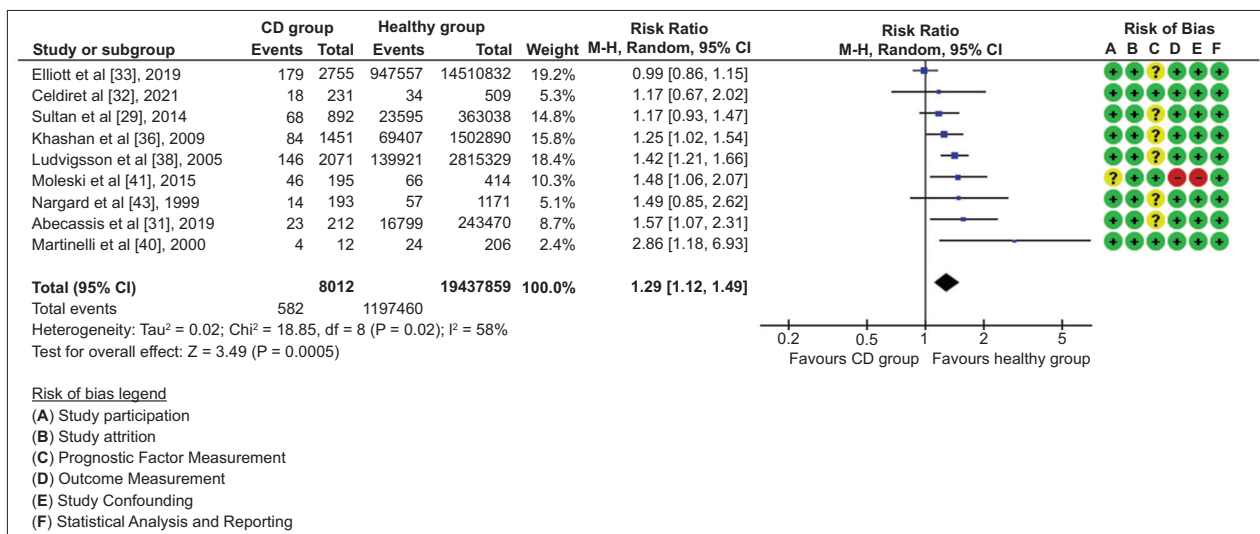 CD group Healthy group Risk Ratio Risk Ratio Risk of Bias
Study or subgroup Events Total Events Total Weight M-H, Random, 95% CI M-H, Random, 95% CI A B C D E F
Elliott et al [33], 2019 179 2755 947557 14510832 19.2% 0.99 [0.86, 1.15] + + ? + + +
Celdiret al [32], 2021 18 231 34 509 5.3% 1.17 [0.67, 2.02] + + + + + +
Sultan et al [29], 2014 68 892 23595 363038 14.8% 1.17 [0.93, 1.47] + + ? + + +
Khashan et al [36], 2009 84 1451 69407 1502890 15.8% 1.25 [1.02, 1.54] + + ? + + +
Ludvigsson et al [38], 2005 146 2071 139921 2815329 18.4% 1.42 [1.21, 1.66] + + ? + + +
Moleski et al [41], 2015 46 195 66 414 10.3% 1.48 [1.06, 2.07] ? + + - - +
Nargard et al [43], 1999 14 193 57 1171 5.1% 1.49 [0.85, 2.62] + + ? + + +
Abecassis et al [31], 2019 23 212 16799 243470 8.7% 1.57 [1.07, 2.31] + + ? + + +
Martinelli et al [40], 2000 4 12 24 206 2.4% 2.86 [1.18, 6.93] + + + + + +
Total (95% CI) 8012 19437859 100.0% 1.29 [1.12, 1.49]
Total events 582 1197460
Heterogeneity: Tau² = 0.02; Chi² = 18.85, df = 8 (P = 0.02); I² = 58%
Test for overall effect: Z = 3.49 (P = 0.0005)
0.2 0.5 1 2 5
Favours CD group Favours healthy group
Risk of bias legend
(A) Study participation
(B) Study attrition
(C) Prognostic Factor Measurement
(D) Outcome Measurement
(E) Study Confounding
(F) Statistical Analysis and Reporting